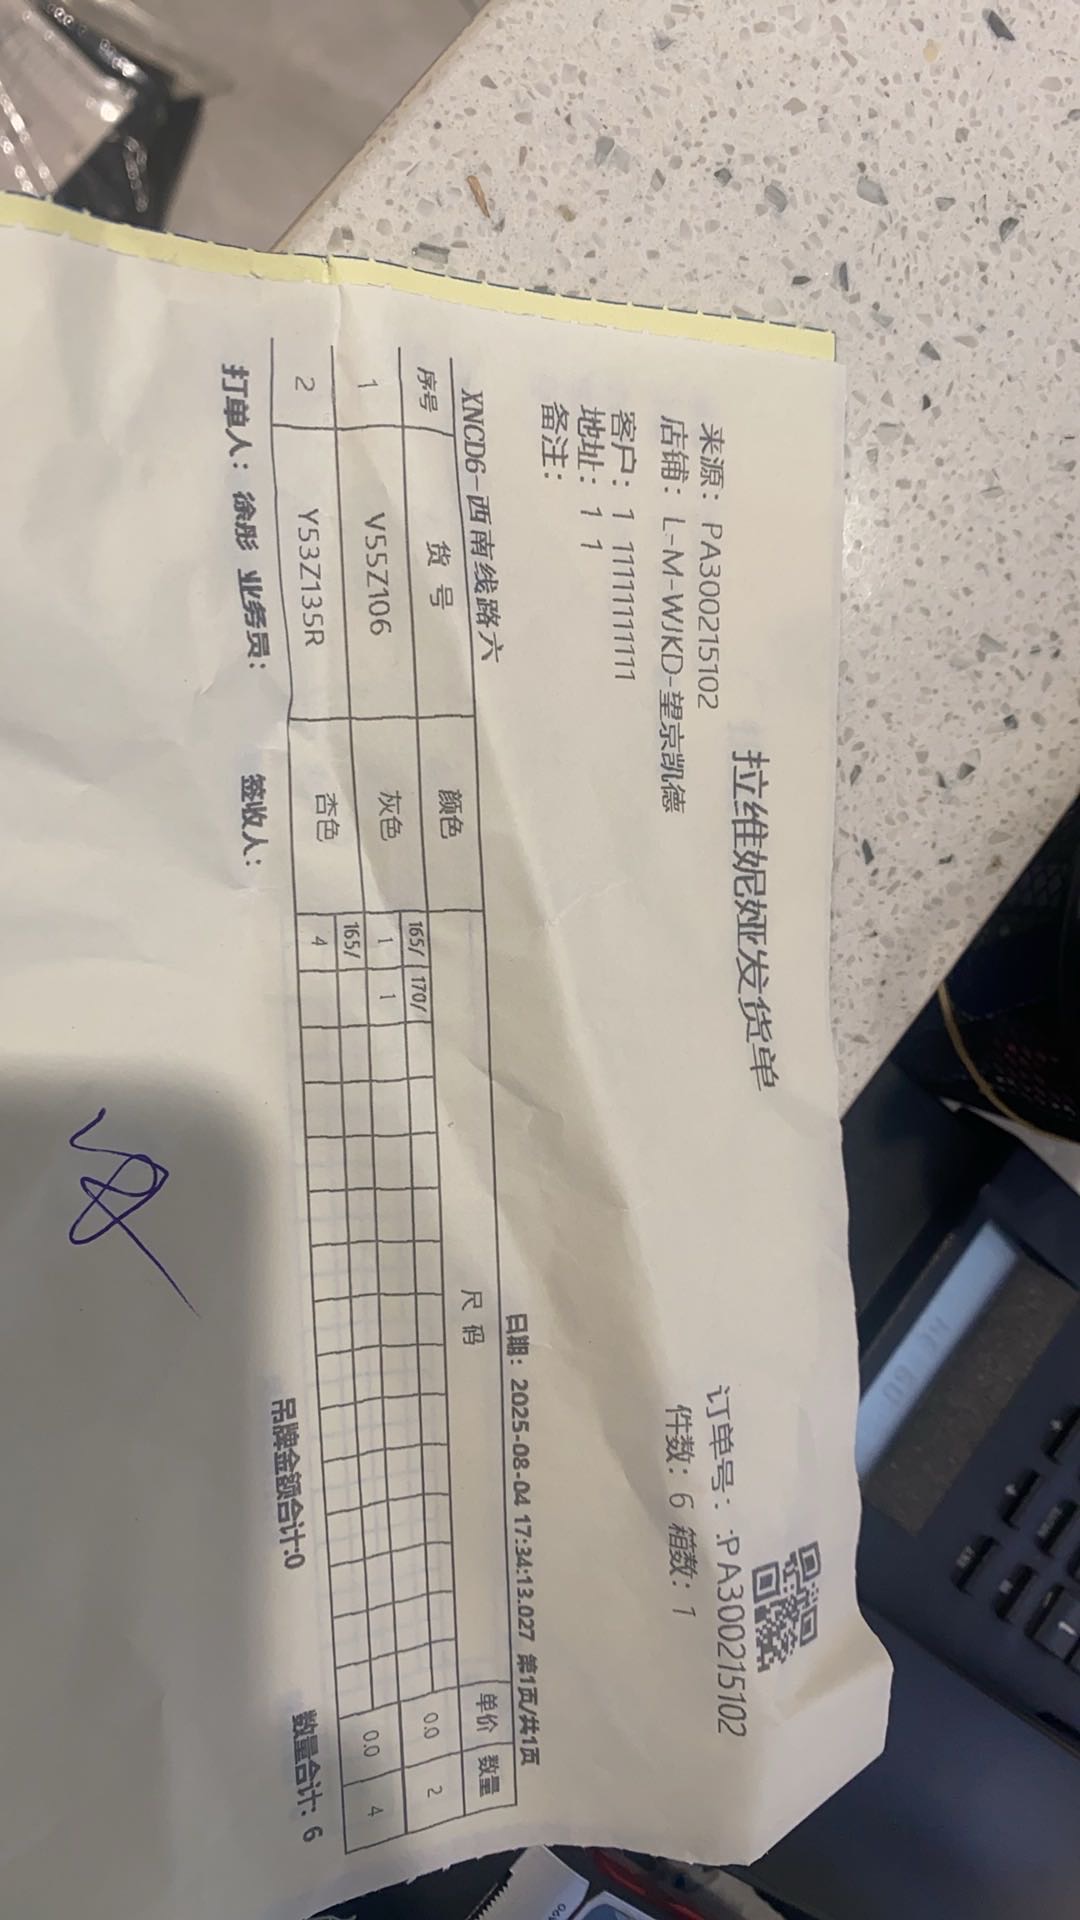 拉维妮娅发货单
来源：PA300215102 订单号：:PA300215102
店铺：L-M-WJKD-望京凯德 件数：6 箱数：1
客户：1 11111111111
地址：1 1
备注：
XNCD6-西南线路六 日期：2025-08-04 17:34:13.027 第1页/共1页
序号 货号 颜色 尺码 单价 数量
165/ 170/
1 V55Z106 灰色 1 1 0.0 2
165/
2 Y53Z135R 杏色 4 0.0 4
吊牌金额合计:0 数量合计: 6
打单人：徐彤 业务员： 签收人：